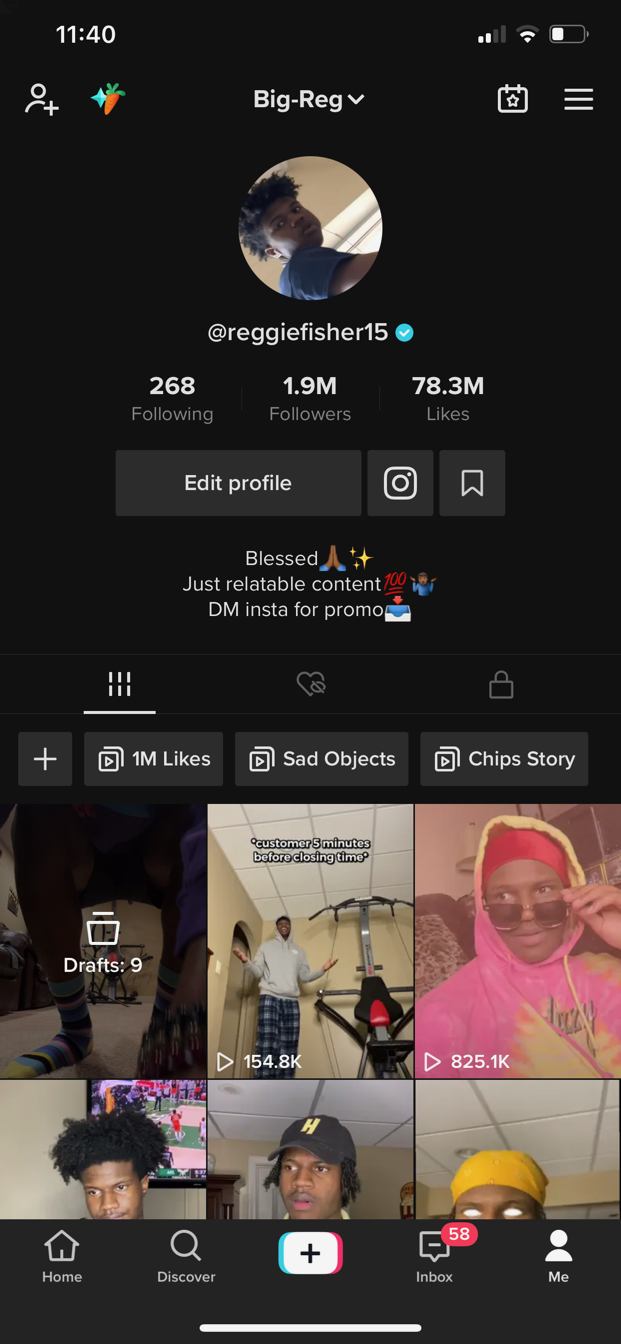 11:40
Big-Reg
@reggiefisher15
268 1.9M 78.3M
Following Followers Likes
Edit profile
Blessed🙏🏾✨
Just relatable content💯🤷🏾‍♂️
DM insta for promo📥
1M Likes Sad Objects Chips Story
*customer 5 minutes
before closing time*
Drafts: 9
154.8K 825.1K
H
58
Home Discover Inbox Me